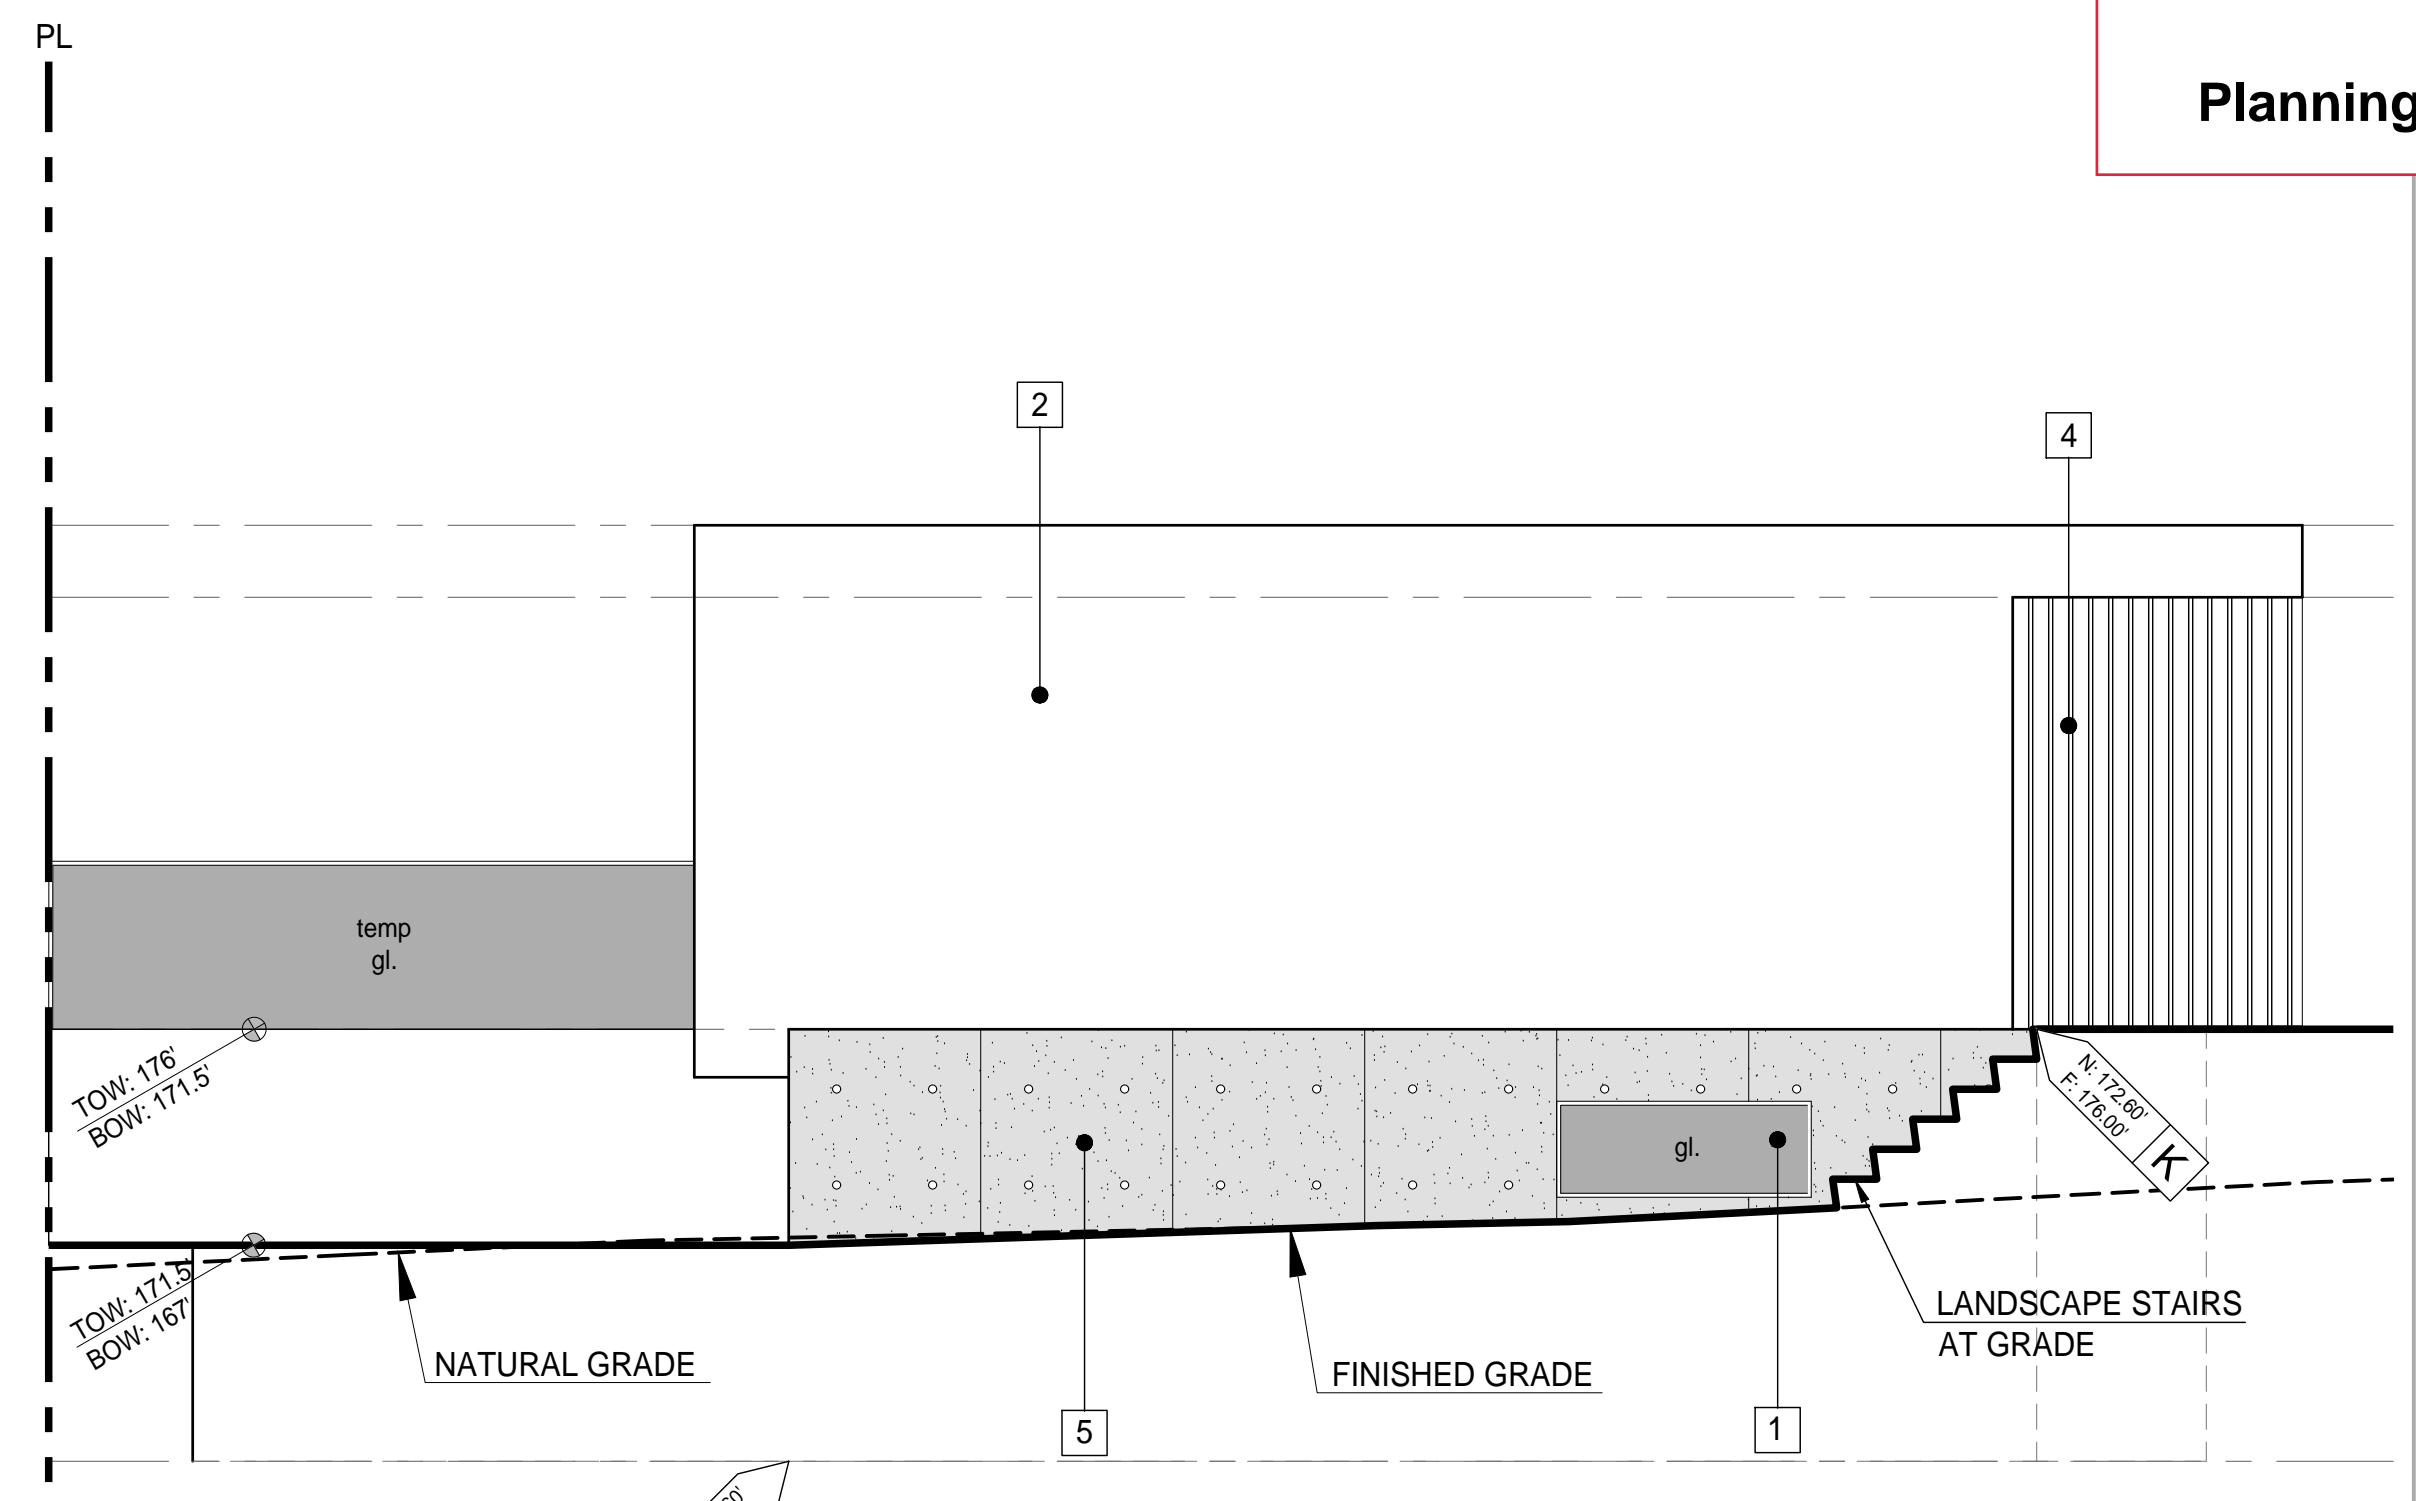 PL
Planning
2
4
temp
gl.
TOW: 176'
BOW: 171.5'
gl.
N: 172.60'
F: 176.00'
K
TOW: 171.5'
BOW: 167'
NATURAL GRADE
FINISHED GRADE
LANDSCAPE STAIRS
AT GRADE
5
1